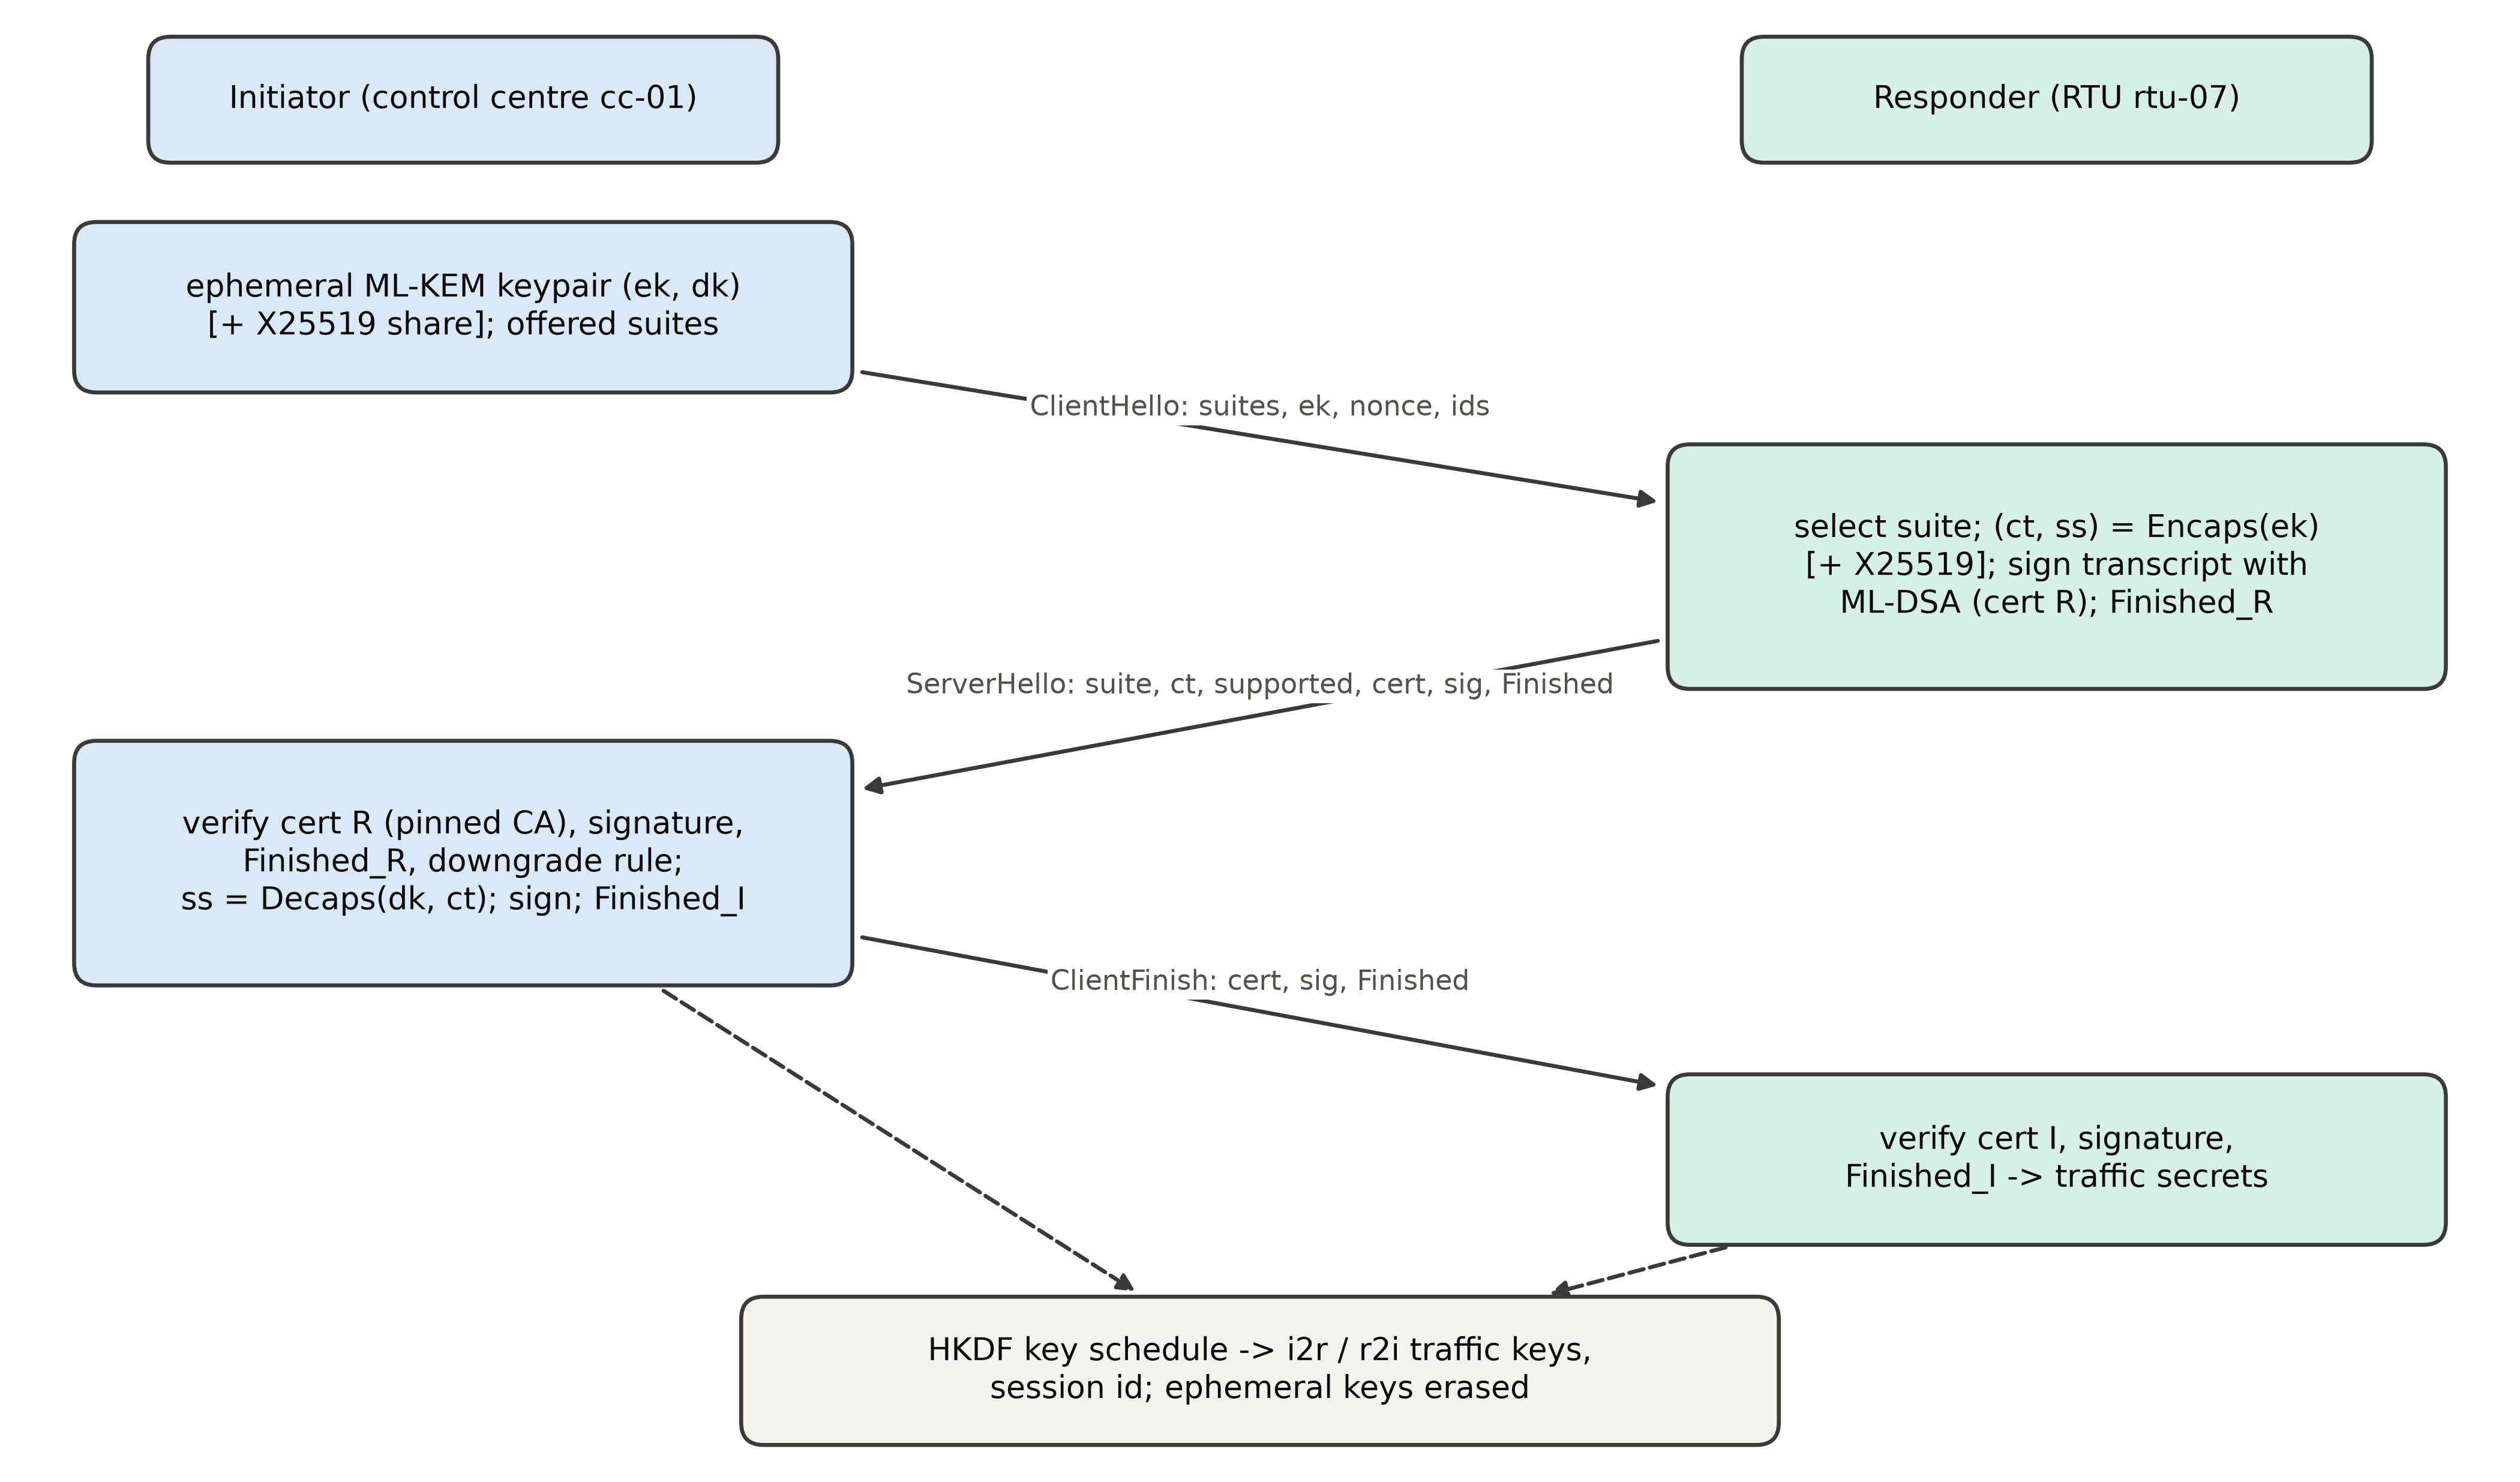 Initiator (control centre cc-01)
Responder (RTU rtu-07)
ephemeral ML-KEM keypair (ek, dk)
[+ X25519 share]; offered suites
ClientHello: suites, ek, nonce, ids
select suite; (ct, ss) = Encaps(ek)
[+ X25519]; sign transcript with
ML-DSA (cert R); Finished_R
ServerHello: suite, ct, supported, cert, sig, Finished
verify cert R (pinned CA), signature,
Finished_R, downgrade rule;
ss = Decaps(dk, ct); sign; Finished_I
ClientFinish: cert, sig, Finished
verify cert I, signature,
Finished_I -> traffic secrets
HKDF key schedule -> i2r / r2i traffic keys,
session id; ephemeral keys erased